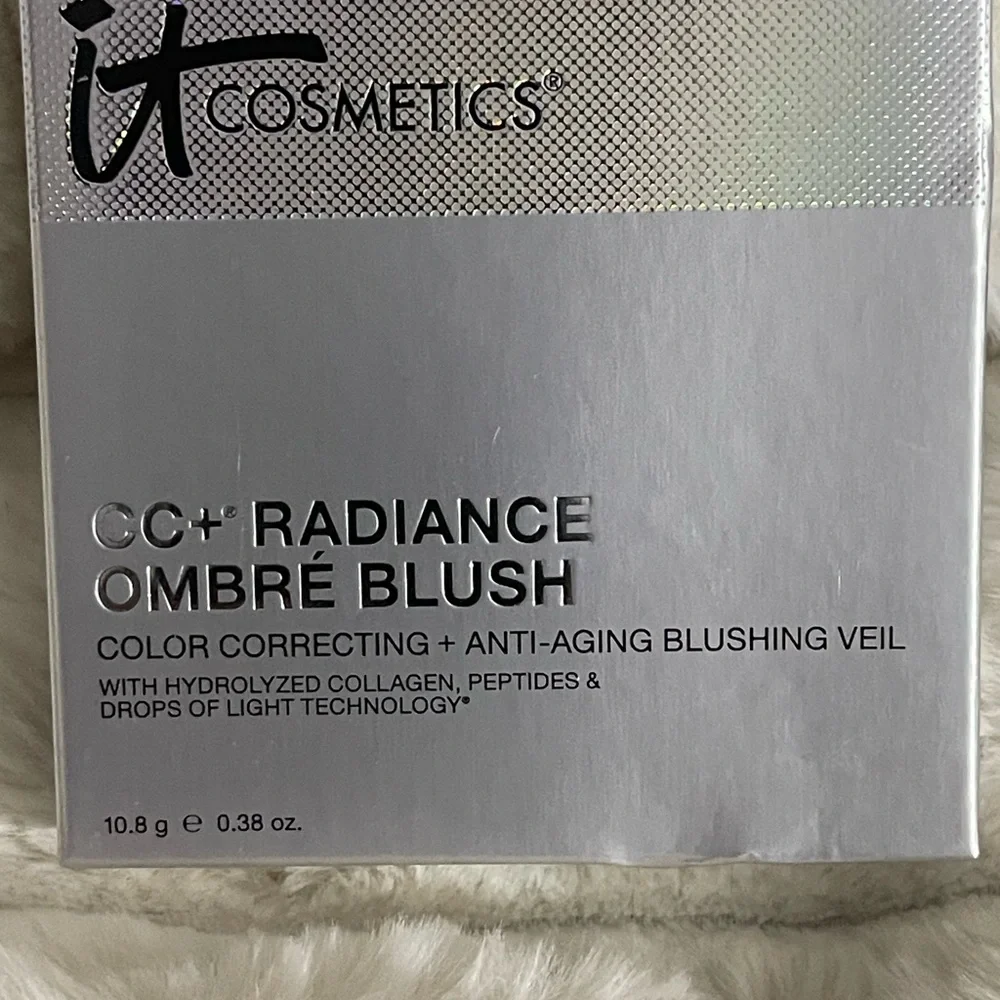 it COSMETICS®
CC+® RADIANCE
OMBRÉ BLUSH
COLOR CORRECTING + ANTI-AGING BLUSHING VEIL
WITH HYDROLYZED COLLAGEN, PEPTIDES &
DROPS OF LIGHT TECHNOLOGY®
10.8 g ℮ 0.38 oz.